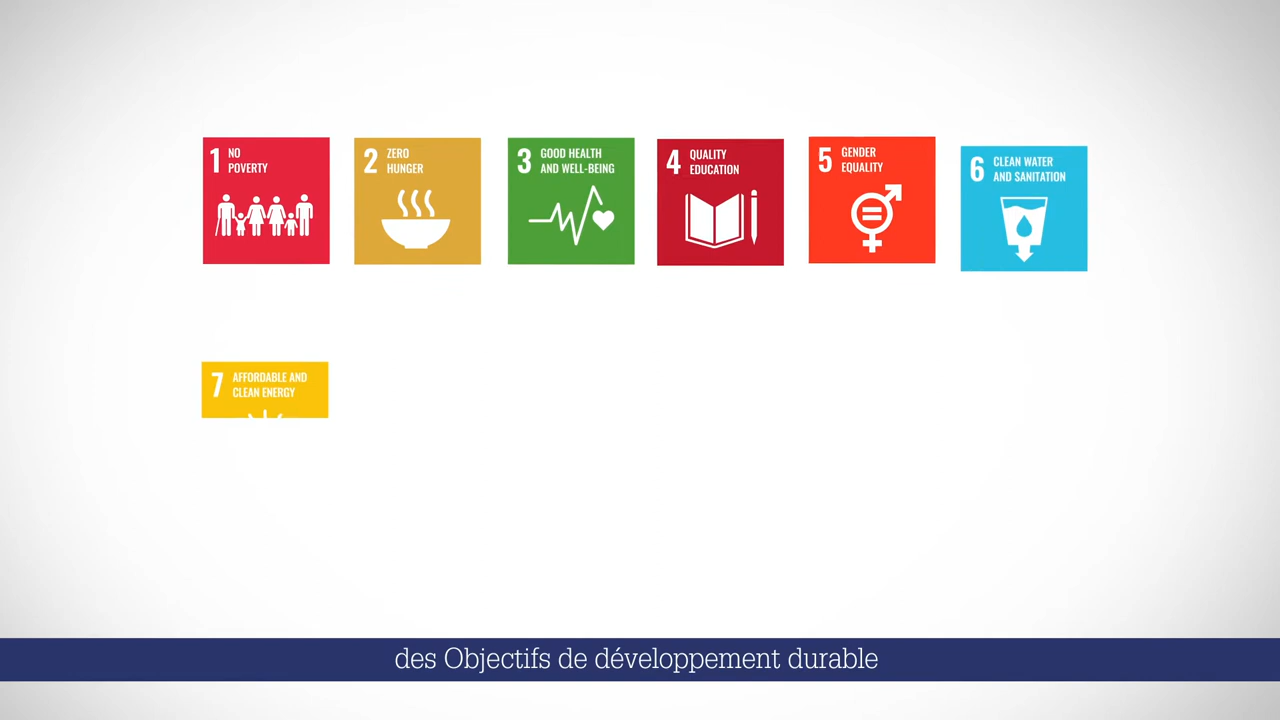 1 NO
POVERTY
2 ZERO
HUNGER
3 GOOD HEALTH
AND WELL-BEING
4 QUALITY
EDUCATION
5 GENDER
EQUALITY
6 CLEAN WATER
AND SANITATION
7 AFFORDABLE AND
CLEAN ENERGY
des Objectifs de développement durable